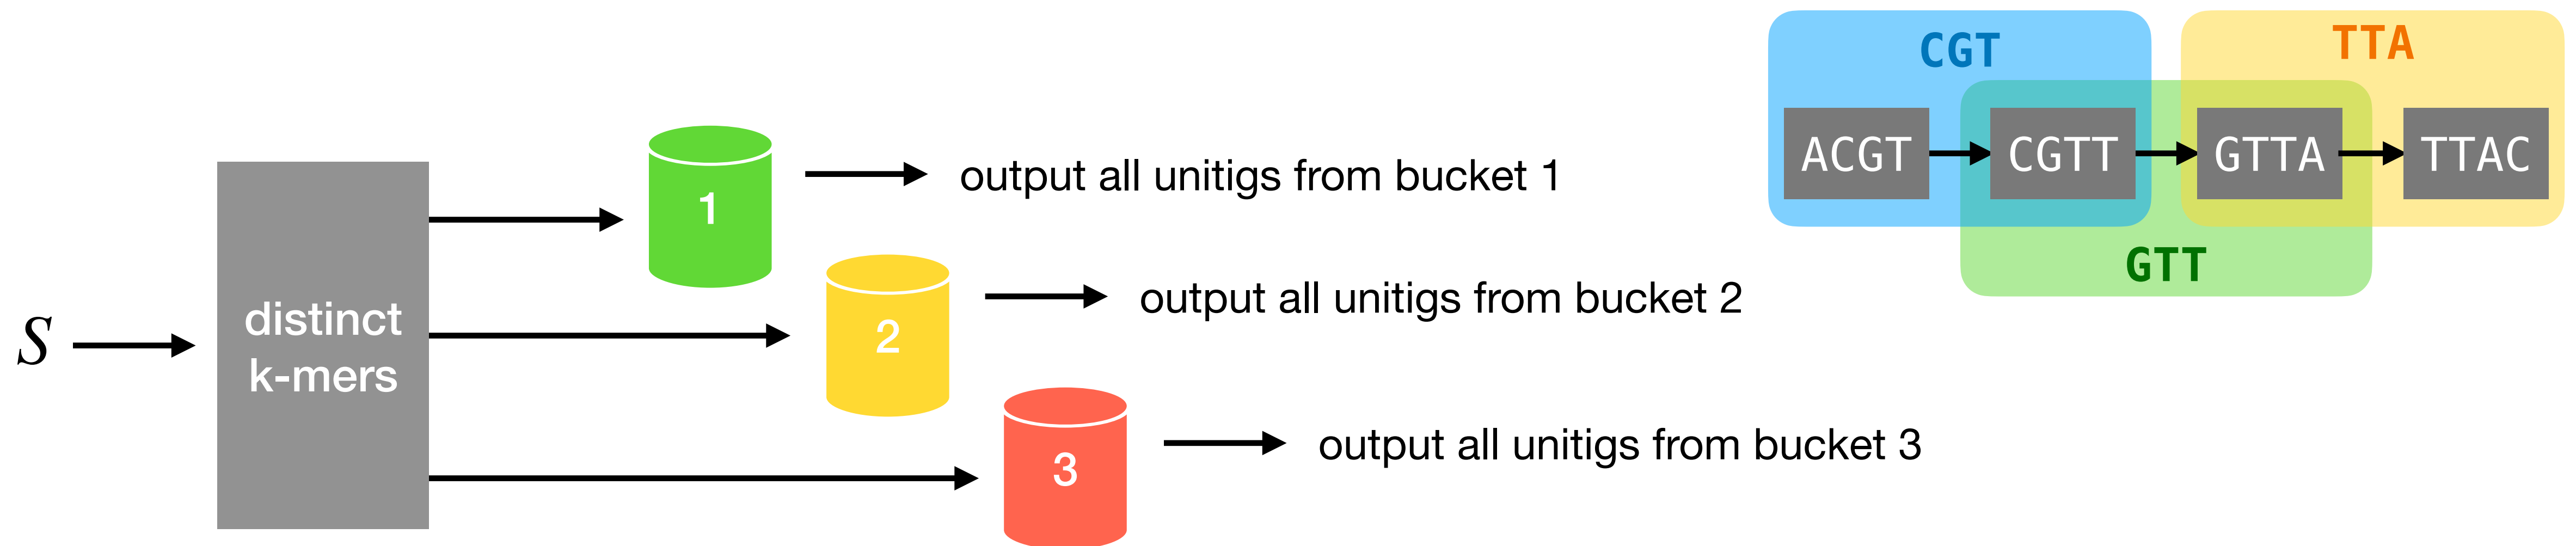 S
distinct
k-mers
1
output all unitigs from bucket 1
2
output all unitigs from bucket 2
3
output all unitigs from bucket 3
CGT
TTA
ACGT
CGTT
GTTA
TTAC
GTT